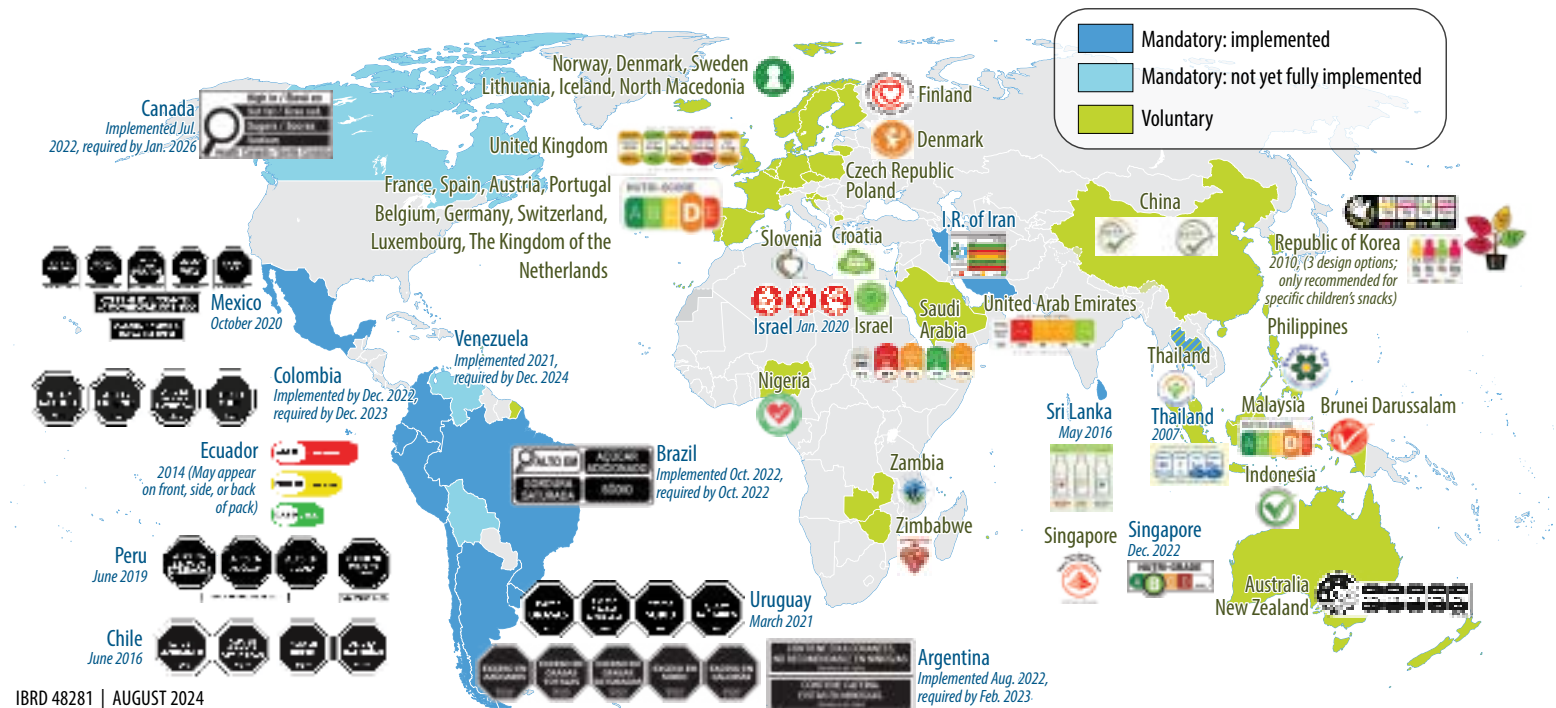 Mandatory: implemented
Mandatory: not yet fully implemented
Voluntary
Norway, Denmark, Sweden
Lithuania, Iceland, North Macedonia
Finland
Canada
Implemented Jul.
2022, required by Jan. 2026
United Kingdom
Denmark
Czech Republic
Poland
France, Spain, Austria, Portugal
Belgium, Germany, Switzerland,
Luxembourg, The Kingdom of the
Netherlands
NUTRI-SCORE
A B C D E
I.R. of Iran
China
Slovenia
Croatia
Republic of Korea
2010, (3 design options;
only recommended for
specific children's snacks)
Mexico
October 2020
Israel Jan. 2020
Israel
Saudi
Arabia
United Arab Emirates
Philippines
Venezuela
Implemented 2021,
required by Dec. 2024
Thailand
Colombia
Implemented by Dec. 2022,
required by Dec. 2023
Nigeria
Sri Lanka
May 2016
Thailand
2007
Malaysia
Brunei Darussalam
Ecuador
2014 (May appear
on front, side, or back
of pack)
ALTO EM
AÇÚCAR
ADICIONADO
GORDURA
SATURADA
SÓDIO
Brazil
Implemented Oct. 2022,
required by Oct. 2022
Zambia
Indonesia
Zimbabwe
Singapore
Singapore
Dec. 2022
NUTRI-GRADE
Peru
June 2019
Australia
New Zealand
Uruguay
March 2021
Chile
June 2016
Argentina
Implemented Aug. 2022,
required by Feb. 2023
IBRD 48281 | AUGUST 2024